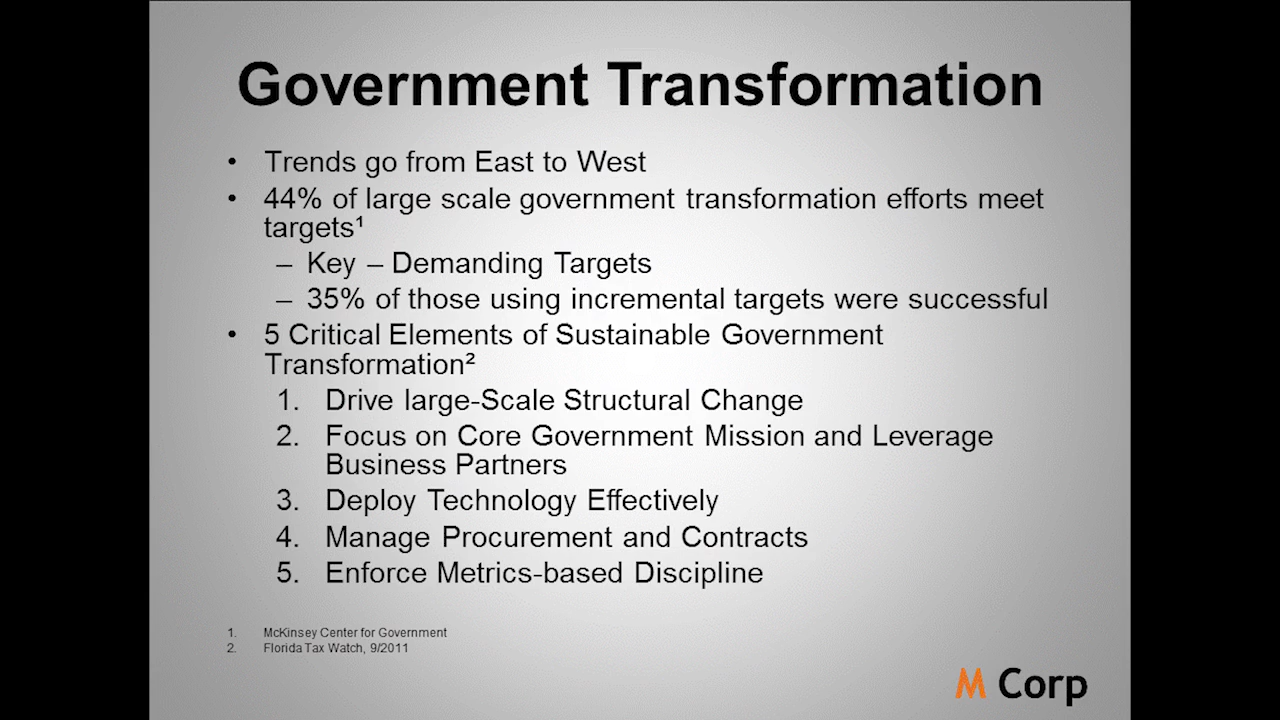 Government Transformation
• Trends go from East to West
• 44% of large scale government transformation efforts meet
targets¹
– Key – Demanding Targets
– 35% of those using incremental targets were successful
• 5 Critical Elements of Sustainable Government
Transformation²
1. Drive large-Scale Structural Change
2. Focus on Core Government Mission and Leverage
Business Partners
3. Deploy Technology Effectively
4. Manage Procurement and Contracts
5. Enforce Metrics-based Discipline
1. McKinsey Center for Government
2. Florida Tax Watch, 9/2011
M Corp